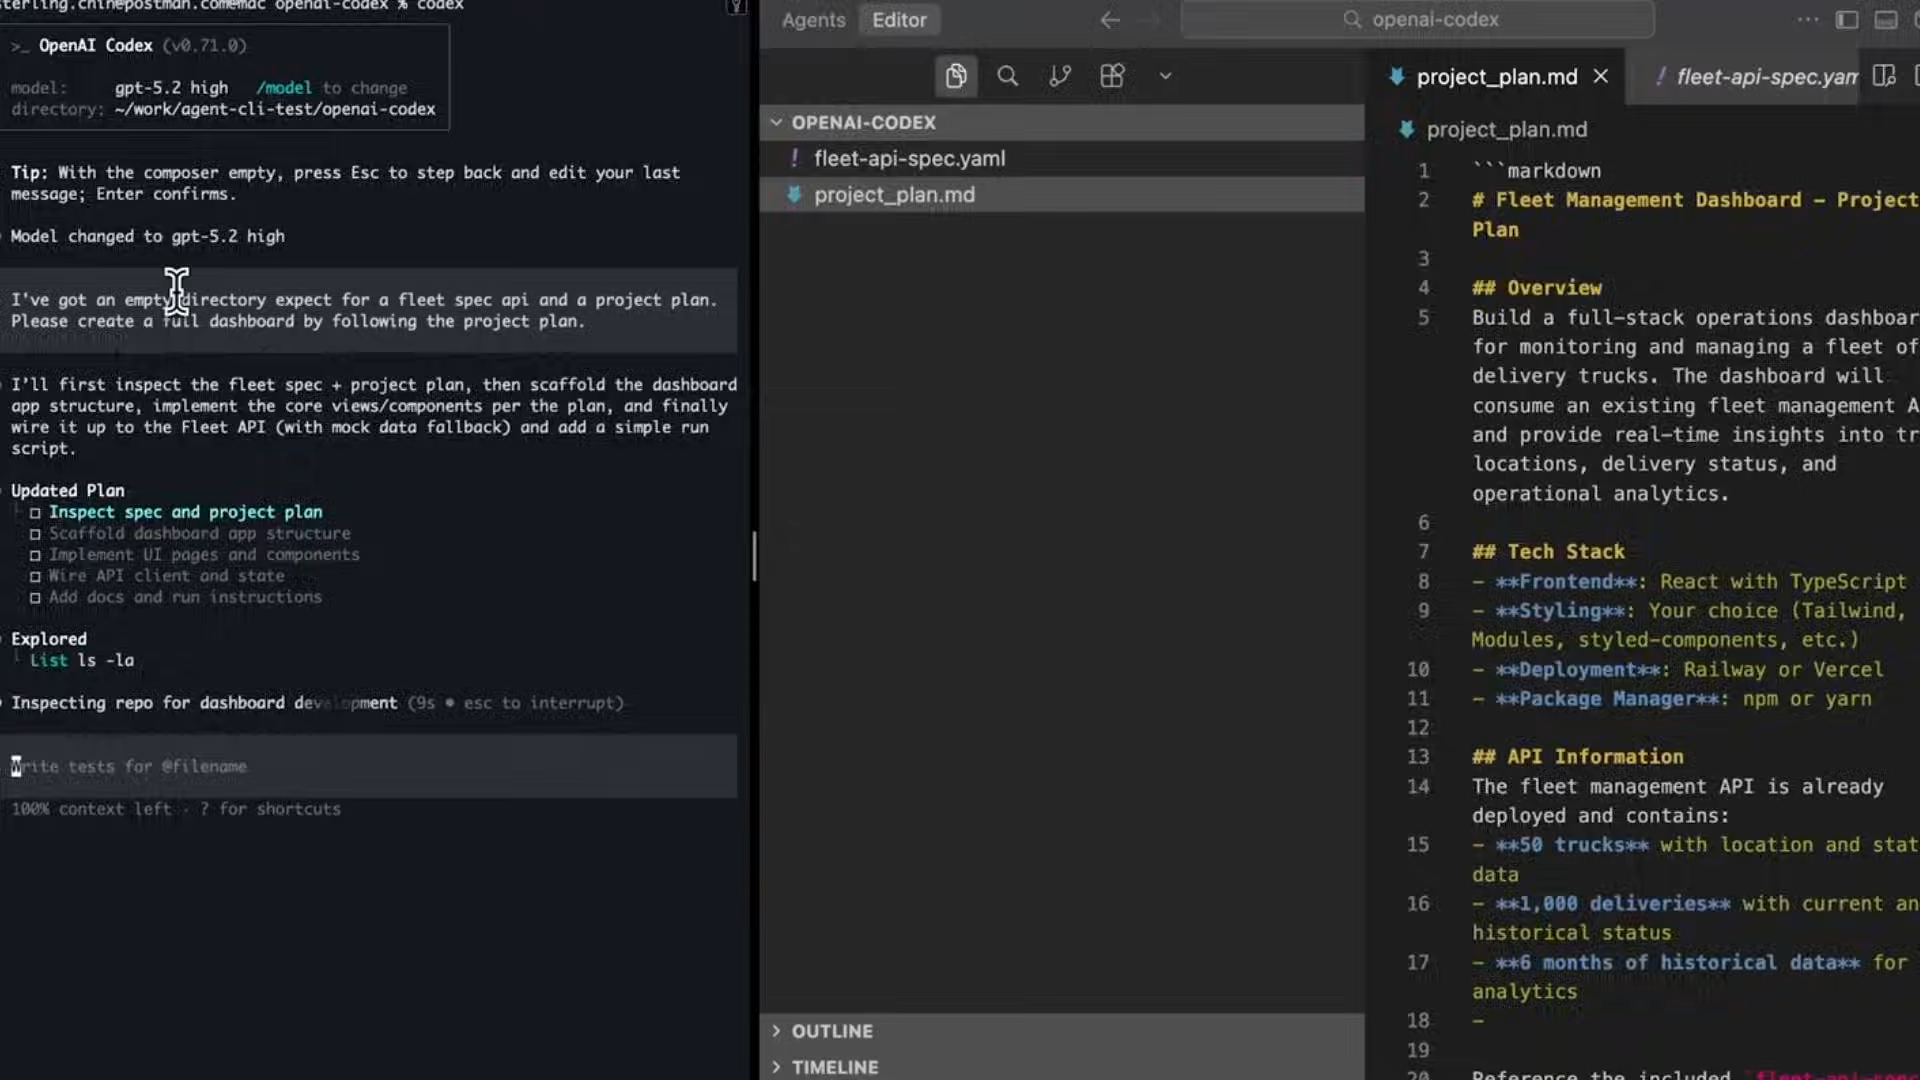 sterling.chin@postman.com@mac openai-codex % codex
>_ OpenAI Codex (v0.71.0)
model: gpt-5.2 high /model to change
directory: ~/work/agent-cli-test/openai-codex
Tip: With the composer empty, press Esc to step back and edit your last
message; Enter confirms.
Model changed to gpt-5.2 high
I've got an empty directory expect for a fleet spec api and a project plan.
Please create a full dashboard by following the project plan.
I'll first inspect the fleet spec + project plan, then scaffold the dashboard
app structure, implement the core views/components per the plan, and finally
wire it up to the Fleet API (with mock data fallback) and add a simple run
script.
Updated Plan
□ Inspect spec and project plan
□ Scaffold dashboard app structure
□ Implement UI pages and components
□ Wire API client and state
□ Add docs and run instructions
Explored
└ List ls -la
Inspecting repo for dashboard development (9s • esc to interrupt)
Write tests for @filename
100% context left · ? for shortcuts
Agents Editor
openai-codex
OPENAI-CODEX
! fleet-api-spec.yaml
project_plan.md
OUTLINE
TIMELINE
project_plan.md
! fleet-api-spec.yam
project_plan.md
1 ```markdown
2 # Fleet Management Dashboard - Project
Plan
3
4 ## Overview
5 Build a full-stack operations dashboar
for monitoring and managing a fleet of
delivery trucks. The dashboard will
consume an existing fleet management A
and provide real-time insights into tr
locations, delivery status, and
operational analytics.
6
7 ## Tech Stack
8 - **Frontend**: React with TypeScript
9 - **Styling**: Your choice (Tailwind,
Modules, styled-components, etc.)
10 - **Deployment**: Railway or Vercel
11 - **Package Manager**: npm or yarn
12
13 ## API Information
14 The fleet management API is already
deployed and contains:
15 - **50 trucks** with location and stat
data
16 - **1,000 deliveries** with current an
historical status
17 - **6 months of historical data** for
analytics
18 -
19
20 Reference the included `fleet-api-spec